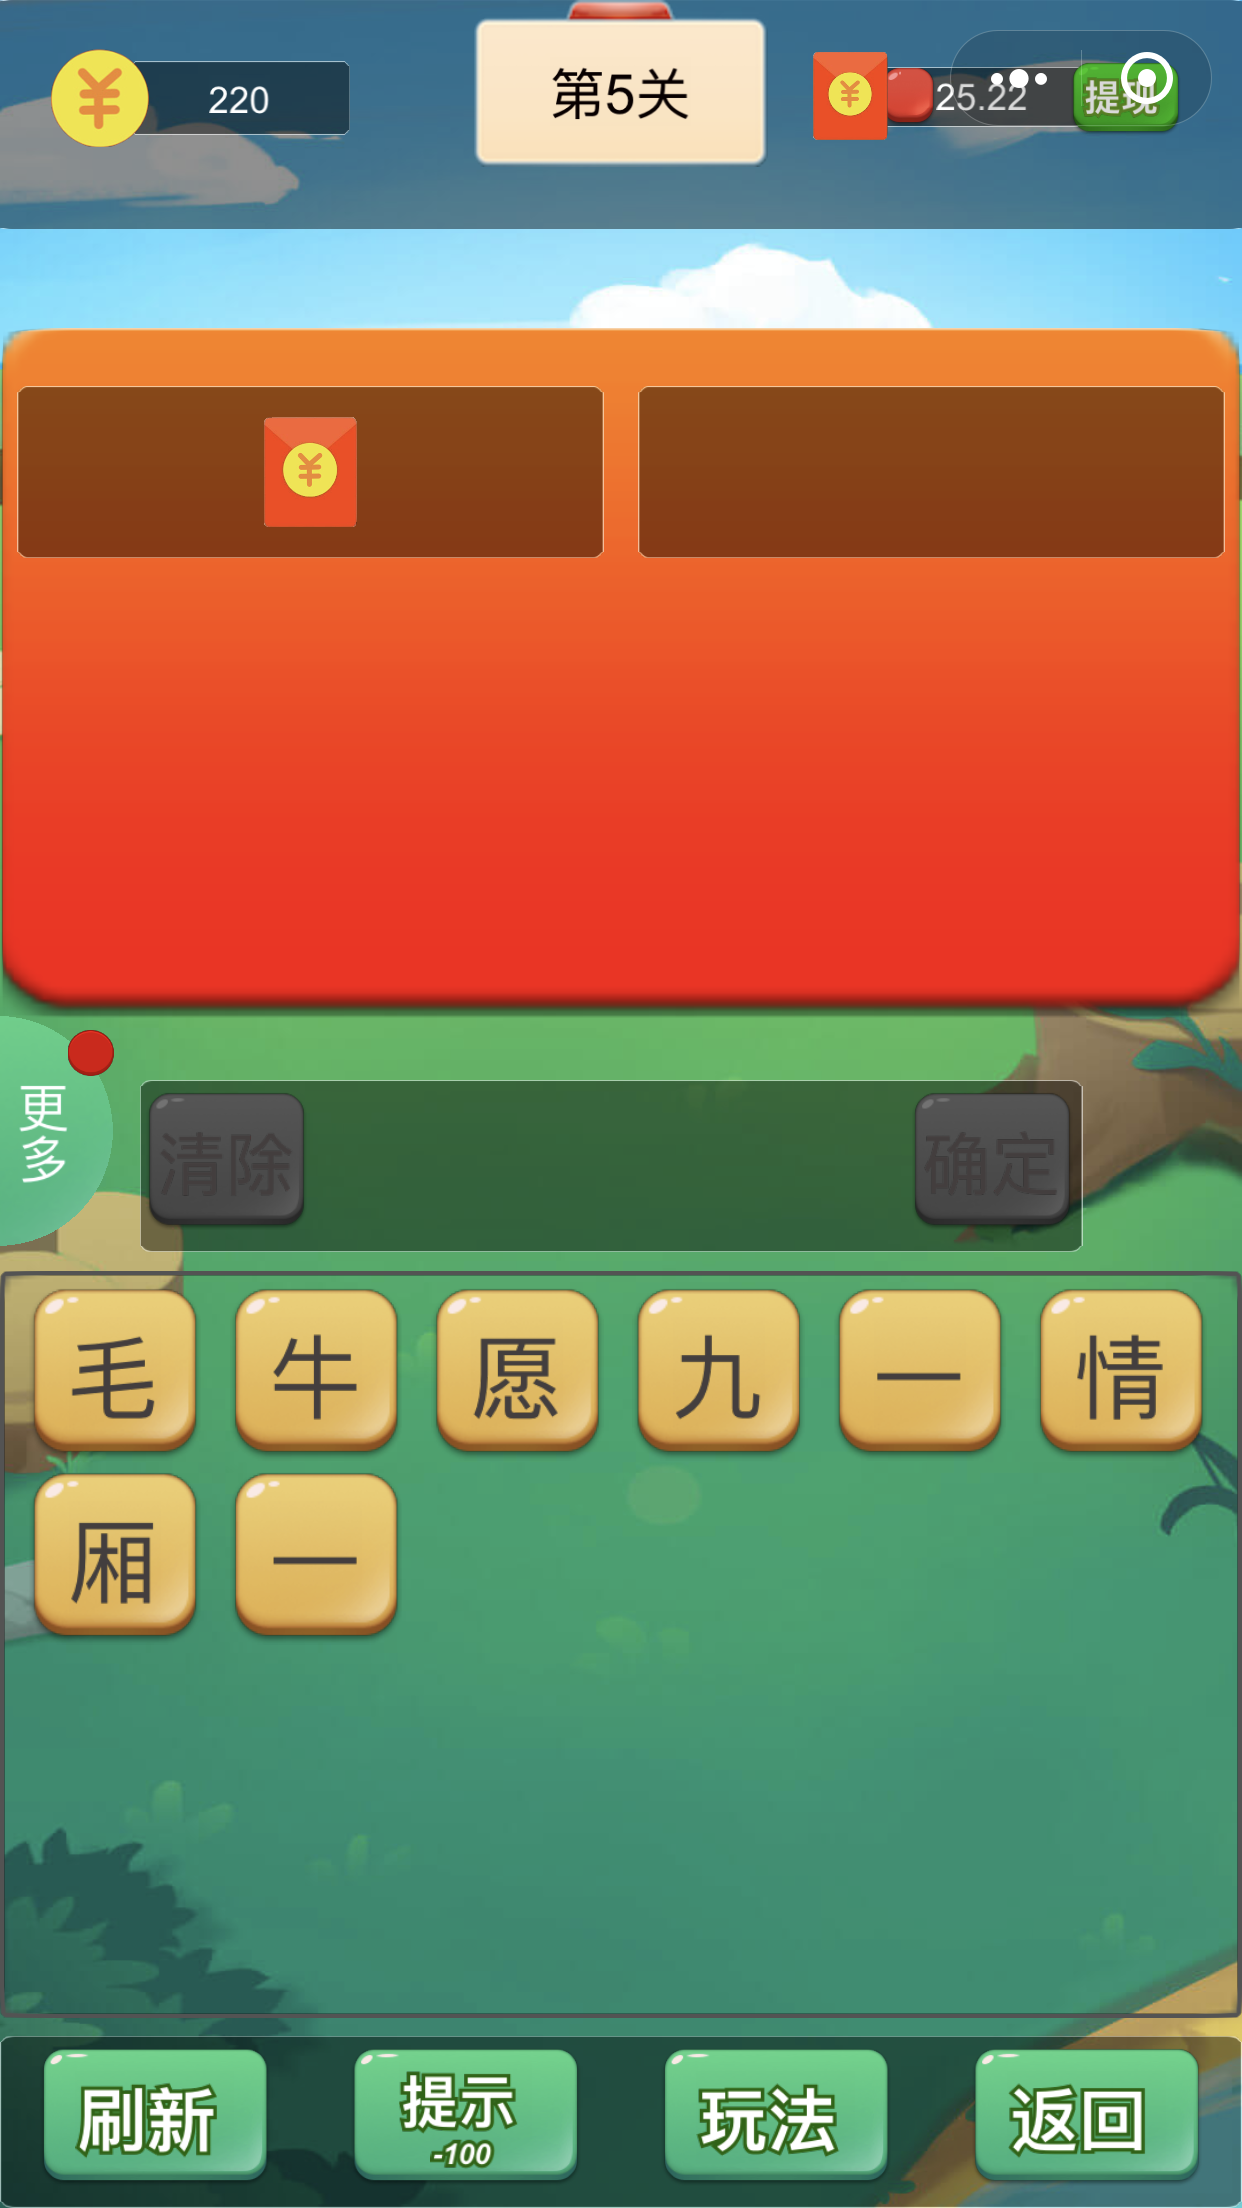 220
第5关
25.22
提现
更多
清除
确定
毛 牛 愿 九 一 情
厢 一
刷新
提示
-100
玩法
返回